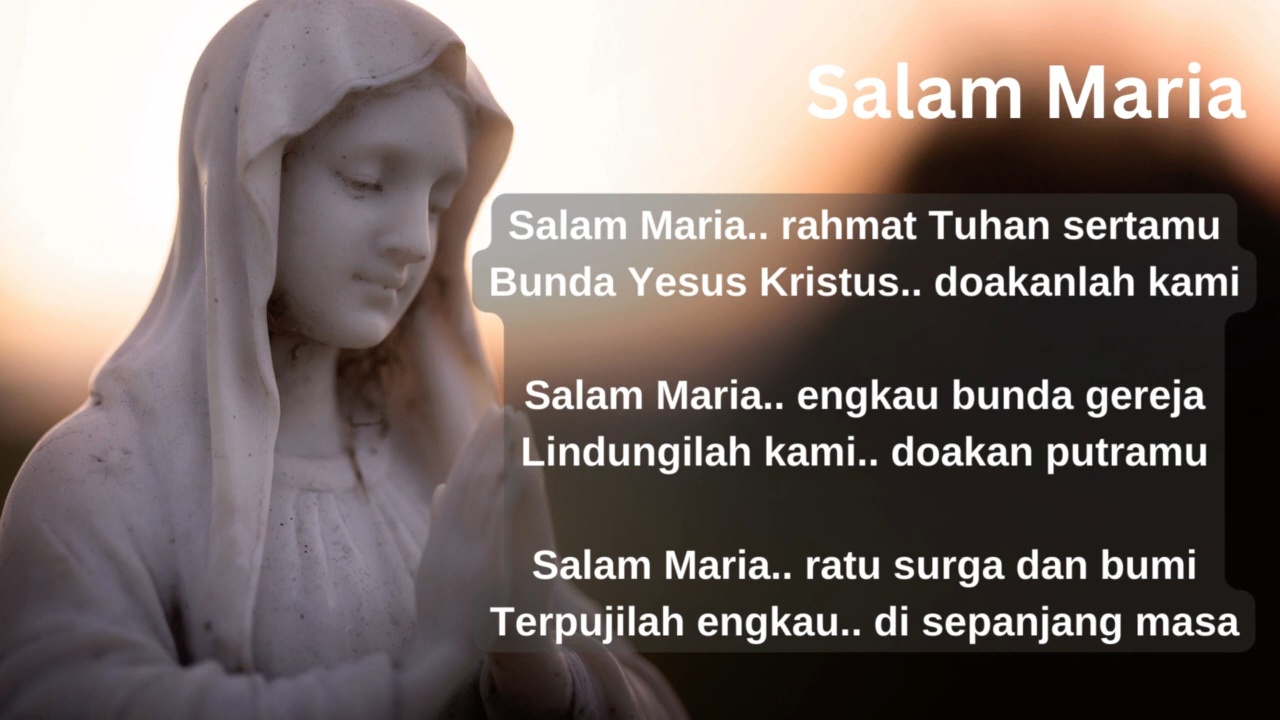 Salam Maria
Salam Maria.. rahmat Tuhan sertamu
Bunda Yesus Kristus.. doakanlah kami
Salam Maria.. engkau bunda gereja
Lindungilah kami.. doakan putramu
Salam Maria.. ratu surga dan bumi
Terpujilah engkau.. di sepanjang masa